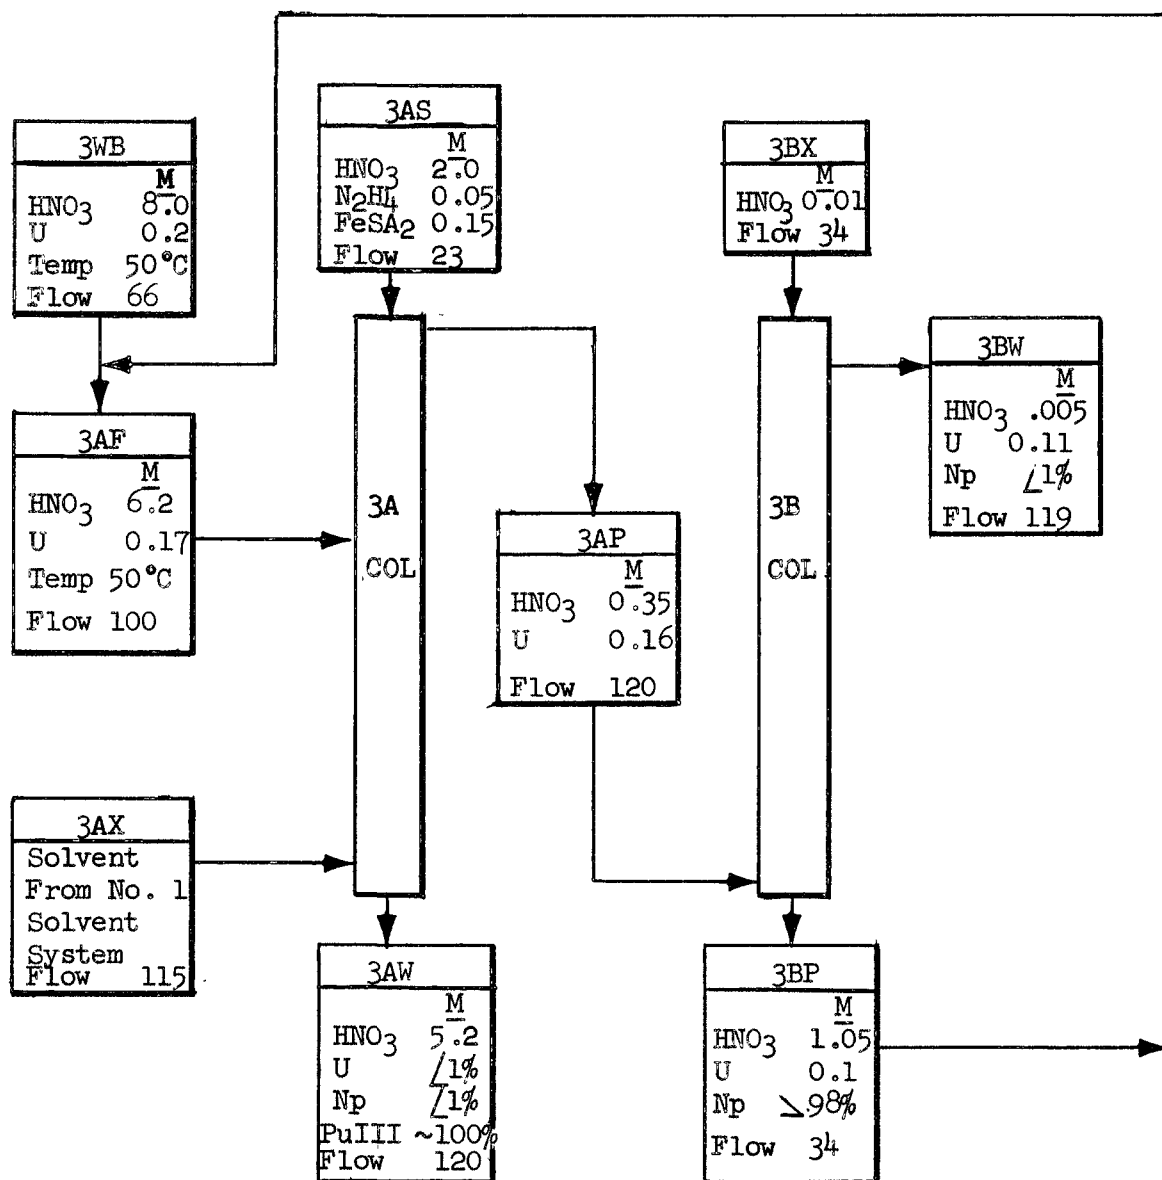 3WB
M
HNO3 8.0
U 0.2
Temp 50°C
Flow 66
3AS
M
HNO3 2.0
N2H4 0.05
FeSA2 0.15
Flow 23
3BX
M
HNO3 0.01
Flow 34
3AF
M
HNO3 6.2
U 0.17
Temp 50°C
Flow 100
3A
COL
3AP
M
HNO3 0.35
U 0.16
Flow 120
3B
COL
3BW
M
HNO3 .005
U 0.11
Np <1%
Flow 119
3AX
Solvent
From No. 1
Solvent
System
Flow 115
3AW
M
HNO3 5.2
U <1%
Np <1%
PuIII ~100%
Flow 120
3BP
M
HNO3 1.05
U 0.1
Np >98%
Flow 34